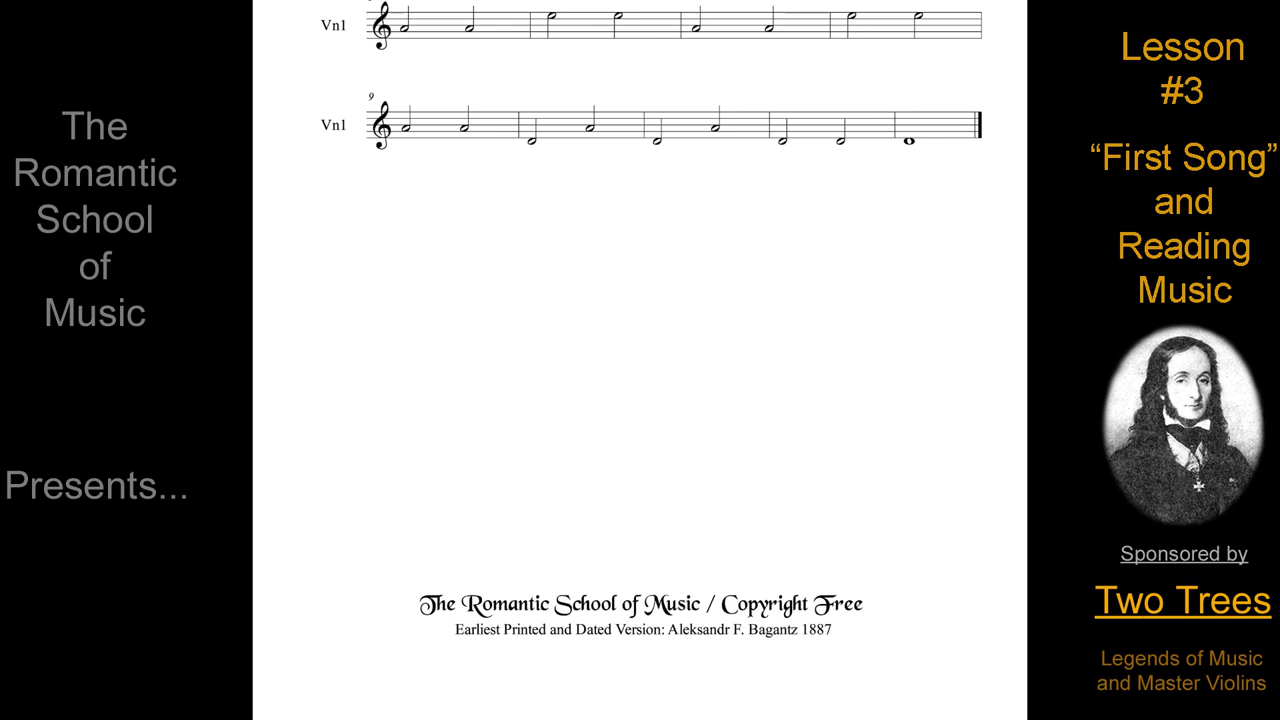 The
Romantic
School
of
Music
Presents...
Vn1
9
Vn1
The Romantic School of Music / Copyright Free
Earliest Printed and Dated Version: Aleksandr F. Bagantz 1887
Lesson
#3
“First Song”
and
Reading
Music
Sponsored by
Two Trees
Legends of Music
and Master Violins